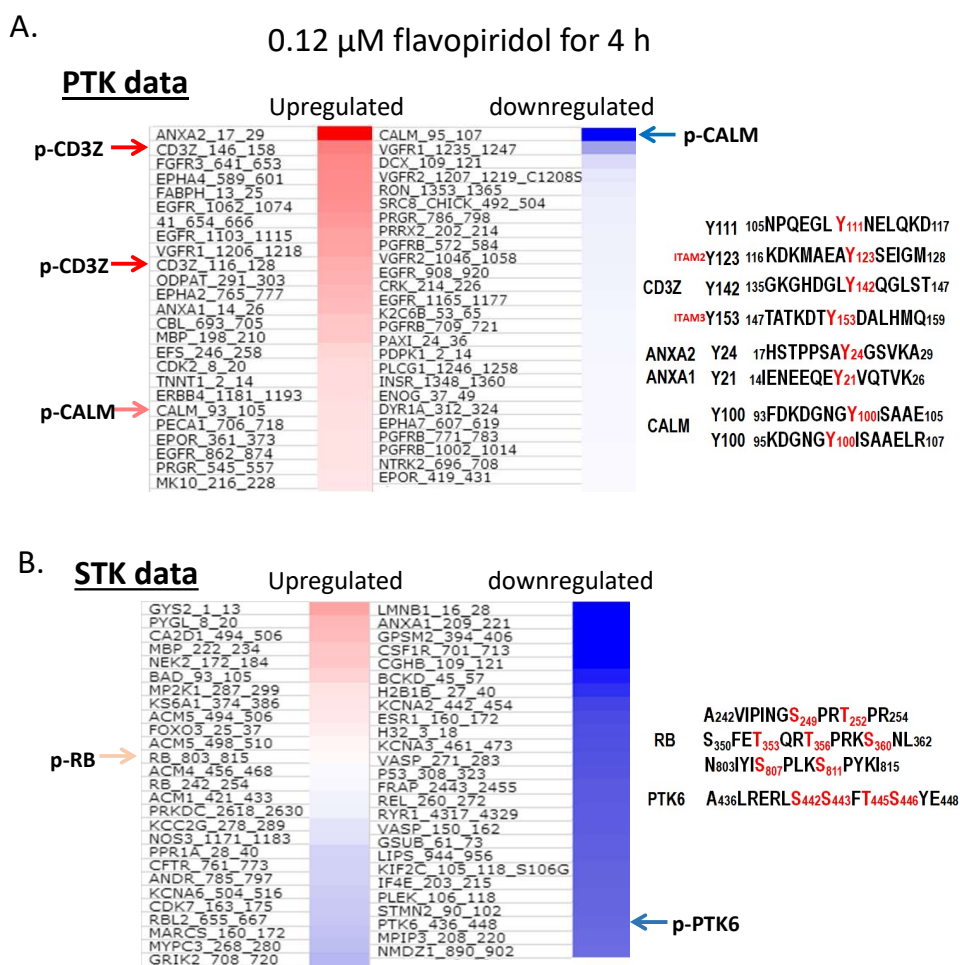 A.
0.12 µM flavopiridol for 4 h
PTK data
Upregulated
downregulated
p-CD3Z
p-CD3Z
p-CALM
ANXA2_17_29
CD3Z_146_158
FGFR3_641_653
EPHA4_589_601
FABPH_13_25
EGFR_1062_1074
41_654_666
EGFR_1103_1115
VGFR1_1206_1218
CD3Z_116_128
ODPAT_291_303
EPHA2_765_777
ANXA1_14_26
CBL_693_705
MBP_198_210
EFS_246_258
CDK2_8_20
TNNT1_2_14
ERBB4_1181_1193
CALM_93_105
PECA1_706_718
EPOR_361_373
EGFR_862_874
PRGR_545_557
MK10_216_228
CALM_95_107
VGFR1_1235_1247
DCX_109_121
VGFR2_1207_1219_C1208S
RON_1353_1365
SRC8_CHICK_492_504
PRGR_786_798
PRRX2_202_214
PGFRB_572_584
VGFR2_1046_1058
EGFR_908_920
CRK_214_226
EGFR_1165_1177
K2C6B_53_65
PGFRB_709_721
PAXI_24_36
PDPK1_2_14
PLCG1_1246_1258
INSR_1348_1360
ENOG_37_49
DYR1A_312_324
EPHA7_607_619
PGFRB_771_783
PGFRB_1002_1014
NTRK2_696_708
EPOR_419_431
p-CALM
Y111 105NPQEGL Y111NELQKD117
ITAM2Y123 116KDKMAEAY123SEIGM128
CD3Z Y142 135GKGHDGLY142QGLST147
ITAM3Y153 147TATKDTY153DALHMQ159
ANXA2 Y24 17HSTPPSAY24GSVKA29
ANXA1 Y21 14IENEEQEY21VQTVK26
CALM
Y100 93FDKDGNGY100ISAAE105
Y100 95KDGNGY100ISAAELR107
B.
STK data
Upregulated
downregulated
p-RB
GYS2_1_13
PYGL_8_20
CA2D1_494_506
MBP_222_234
NEK2_172_184
BAD_93_105
MP2K1_287_299
KS6A1_374_386
ACM5_494_506
FOXO3_25_37
ACM5_498_510
RB_803_815
ACM4_456_468
RB_242_254
ACM1_421_433
PRKDC_2618_2630
KCC2G_278_289
NOS3_1171_1183
PPR1A_28_40
CFTR_761_773
ANDR_785_797
KCNA6_504_516
CDK7_163_175
RBL2_655_667
MARCS_160_172
MYPC3_268_280
GRIK2_708_720
LMNB1_16_28
ANXA1_209_221
GPSM2_394_406
CSF1R_701_713
CGHB_109_121
BCKD_45_57
H2B1B_ 27_40
KCNA2_442_454
ESR1_160_172
H32_3_18
KCNA3_461_473
VASP_271_283
P53_308_323
FRAP_2443_2455
REL_260_272
RYR1_4317_4329
VASP_150_162
GSUB_61_73
LIPS_944_956
KIF2C_105_118_S106G
IF4E_203_215
PLEK_106_118
STMN2_90_102
PTK6_436_448
MPIP3_208_220
NMDZ1_890_902
p-PTK6
A242VIPINGS249PRT252PR254
RB S350FET353QRT356PRKS360NL362
N803IYIS807PLKS811PYKI815
PTK6 A436LRERLS442S443FT445S446YE448